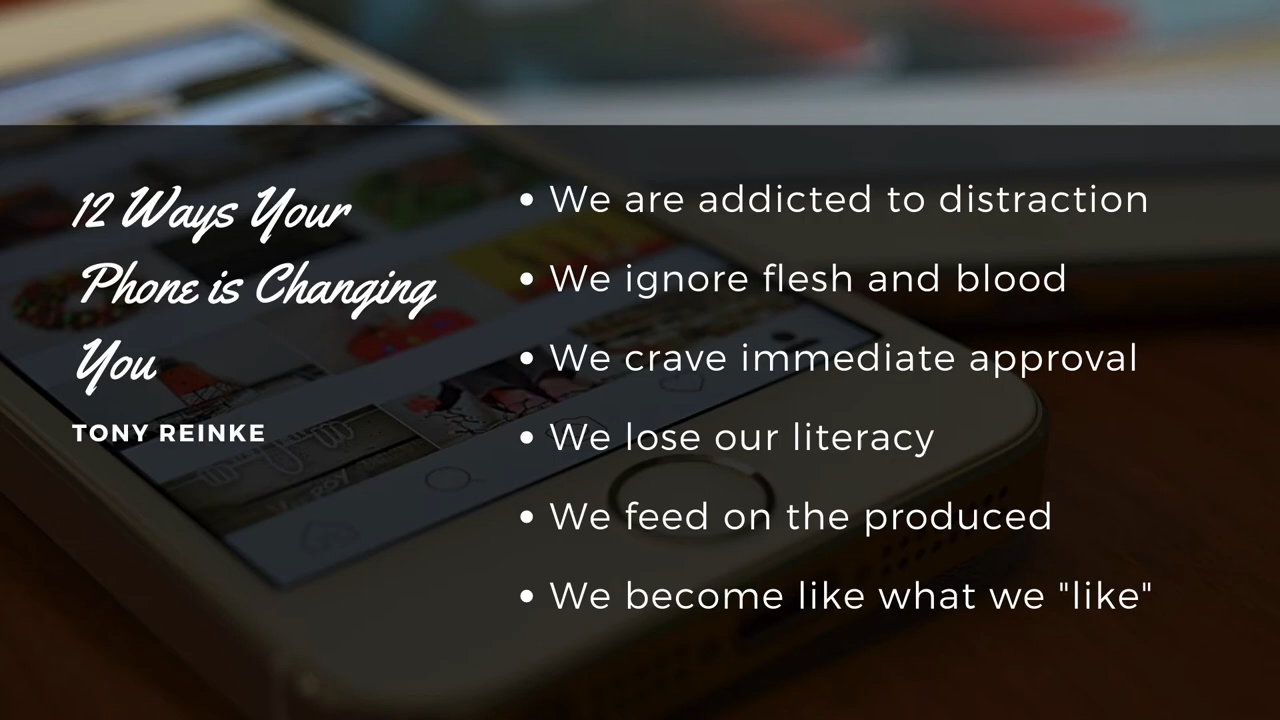 12 Ways Your
Phone is Changing
You
TONY REINKE
• We are addicted to distraction
• We ignore flesh and blood
• We crave immediate approval
• We lose our literacy
• We feed on the produced
• We become like what we "like"